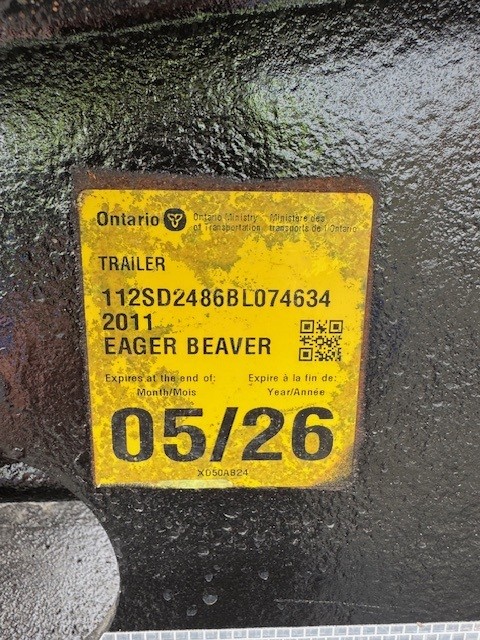 Ontario Ontario Ministry Ministère des
of Transportation transports de l'Ontario
TRAILER
112SD2486BL074634
2011
EAGER BEAVER
Expires at the end of: Expire à la fin de:
Month/Mois Year/Année
05/26
X050AB24